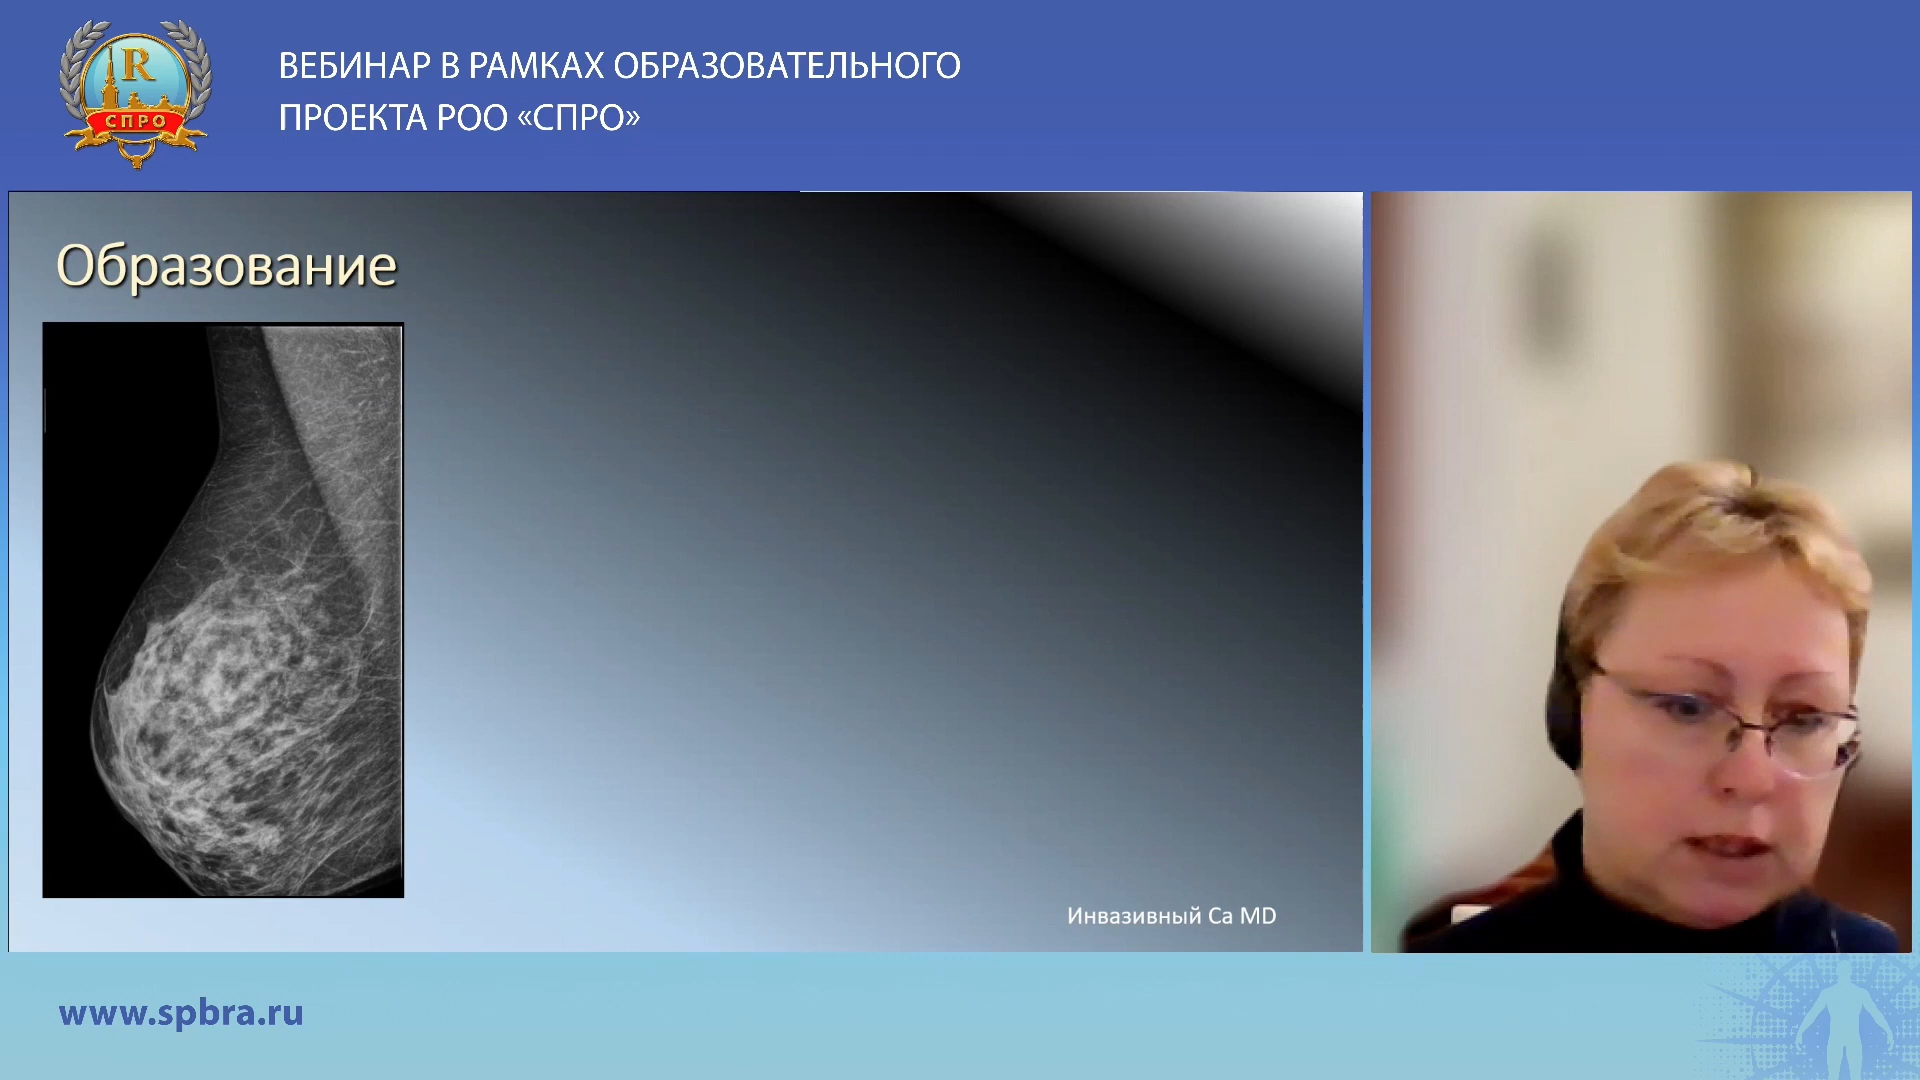 R
СПРО
ВЕБИНАР В РАМКАХ ОБРАЗОВАТЕЛЬНОГО
ПРОЕКТА РОО «СПРО»
Образование
Инвазивный Ca MD
www.spbra.ru